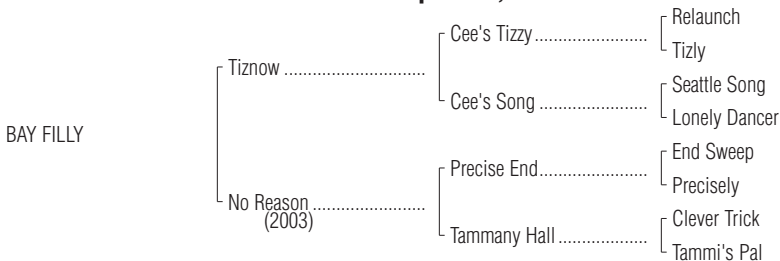 Relaunch
Cee's Tizzy
Tizly
Tiznow
Seattle Song
Cee's Song
Lonely Dancer
BAY FILLY
End Sweep
Precise End
Precisely
No Reason
(2003)
Clever Trick
Tammany Hall
Tammi's Pal